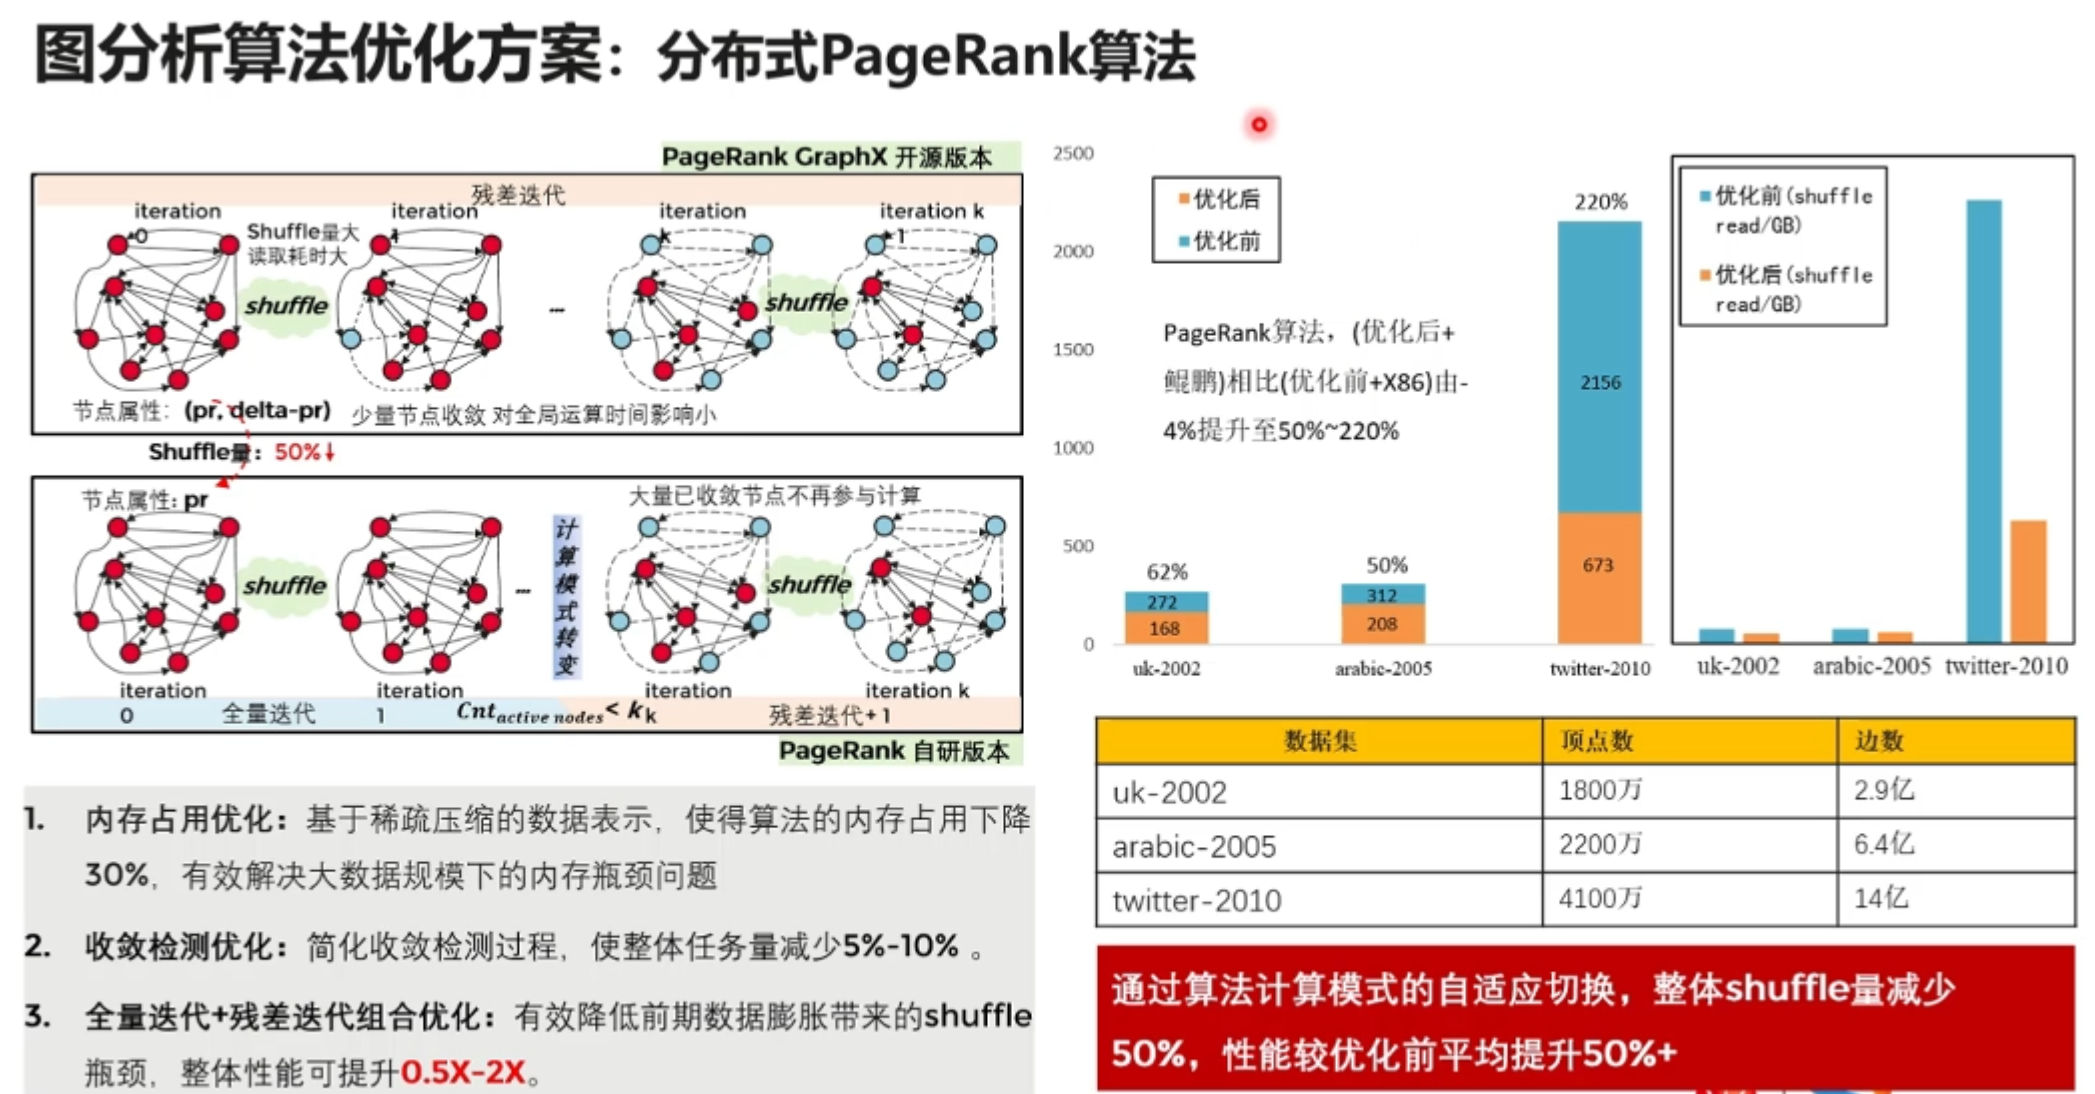 图分析算法优化方案：分布式PageRank算法
PageRank GraphX 开源版本
残差迭代
iteration
0
Shuffle量大
读取耗时大
iteration
1
iteration
k
iteration k
1
shuffle
...
shuffle
节点属性：(pr, delta-pr)
少量节点收敛 对全局运算时间影响小
Shuffle量：50%↓
节点属性: pr
大量已收敛节点不再参与计算
shuffle
...
计算模式转变
shuffle
iteration
0
全量迭代
iteration
1
Cnt_active nodes < k
iteration
k
残差迭代
iteration k
+1
PageRank 自研版本
1. 内存占用优化：基于稀疏压缩的数据表示，使得算法的内存占用下降
30%，有效解决大数据规模下的内存瓶颈问题
2. 收敛检测优化：简化收敛检测过程，使整体任务量减少5%-10% 。
3. 全量迭代+残差迭代组合优化：有效降低前期数据膨胀带来的shuffle
瓶颈，整体性能可提升0.5X-2X。
2500
2000
1500
1000
500
0
优化后
优化前
PageRank算法，(优化后+
鲲鹏)相比(优化前+X86)由-
4%提升至50%~220%
62%
272
168
50%
312
208
220%
2156
673
uk-2002
arabic-2005
twitter-2010
优化前(shuffle
read/GB)
优化后(shuffle
read/GB)
uk-2002
arabic-2005
twitter-2010
数据集 顶点数 边数
uk-2002 1800万 2.9亿
arabic-2005 2200万 6.4亿
twitter-2010 4100万 14亿
通过算法计算模式的自适应切换，整体shuffle量减少
50%，性能较优化前平均提升50%+